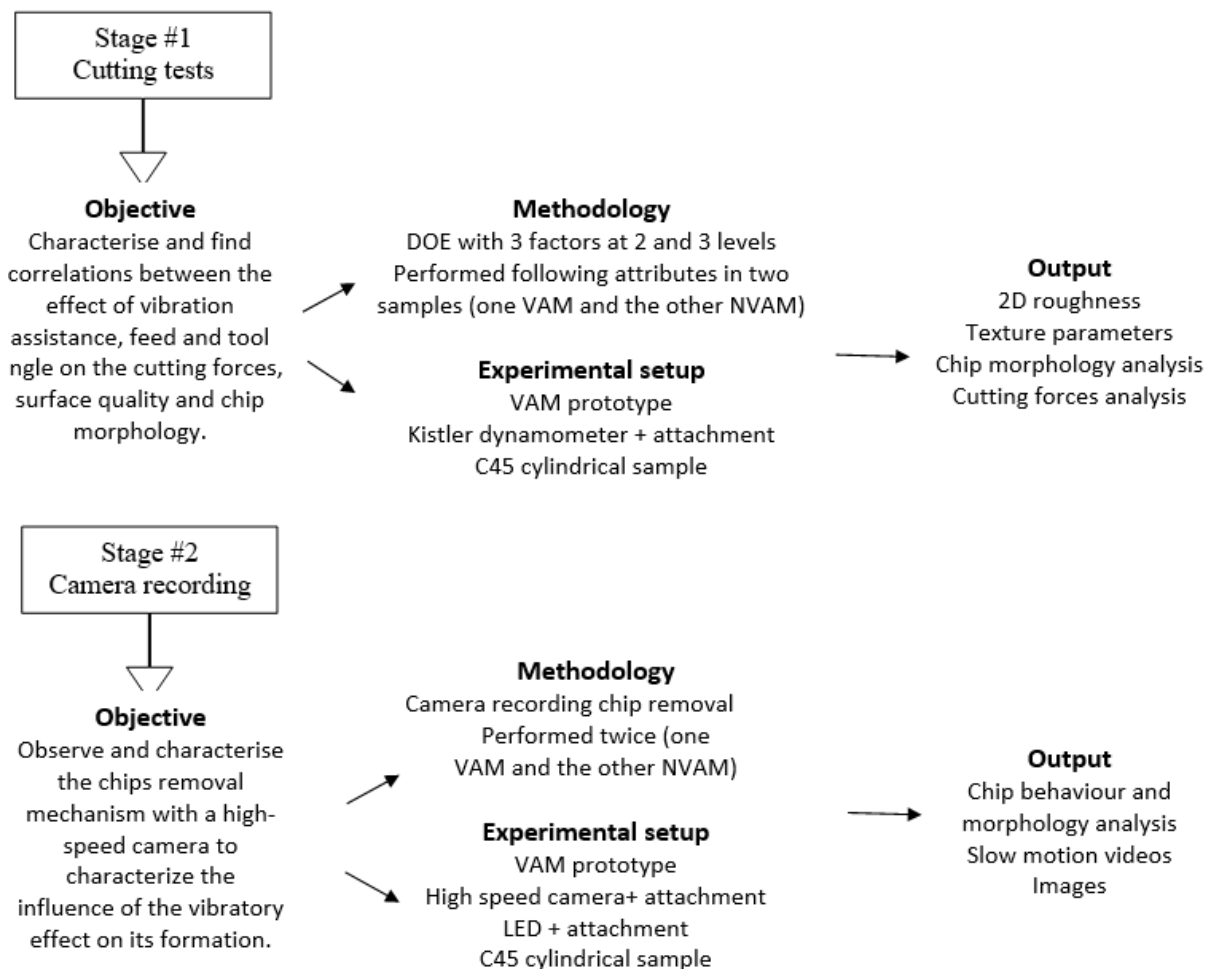 Stage #1
Cutting tests
Objective
Characterise and find
correlations between the
effect of vibration
assistance, feed and tool
ngle on the cutting forces,
surface quality and chip
morphology.
Methodology
DOE with 3 factors at 2 and 3 levels
Performed following attributes in two
samples (one VAM and the other NVAM)
Experimental setup
VAM prototype
Kistler dynamometer + attachment
C45 cylindrical sample
Output
2D roughness
Texture parameters
Chip morphology analysis
Cutting forces analysis
Stage #2
Camera recording
Objective
Observe and characterise
the chips removal
mechanism with a high-
speed camera to
characterize the
influence of the vibratory
effect on its formation.
Methodology
Camera recording chip removal
Performed twice (one
VAM and the other NVAM)
Experimental setup
VAM prototype
High speed camera+ attachment
LED + attachment
C45 cylindrical sample
Output
Chip behaviour and
morphology analysis
Slow motion videos
Images